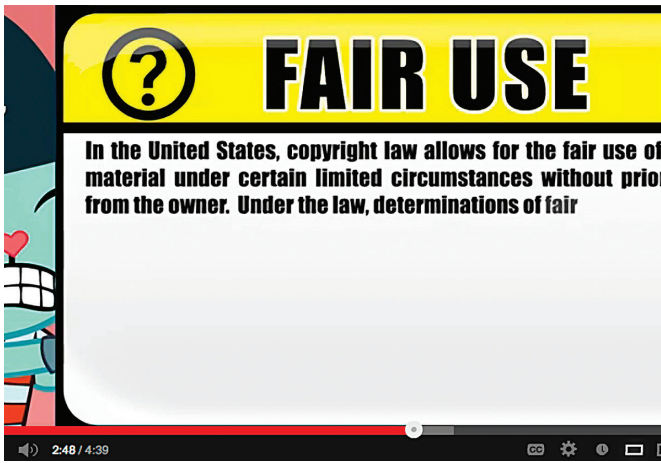 ?
FAIR USE
In the United States, copyright law allows for the fair use of
material under certain limited circumstances without prior
from the owner. Under the law, determinations of fair
2:48 / 4:39
CC